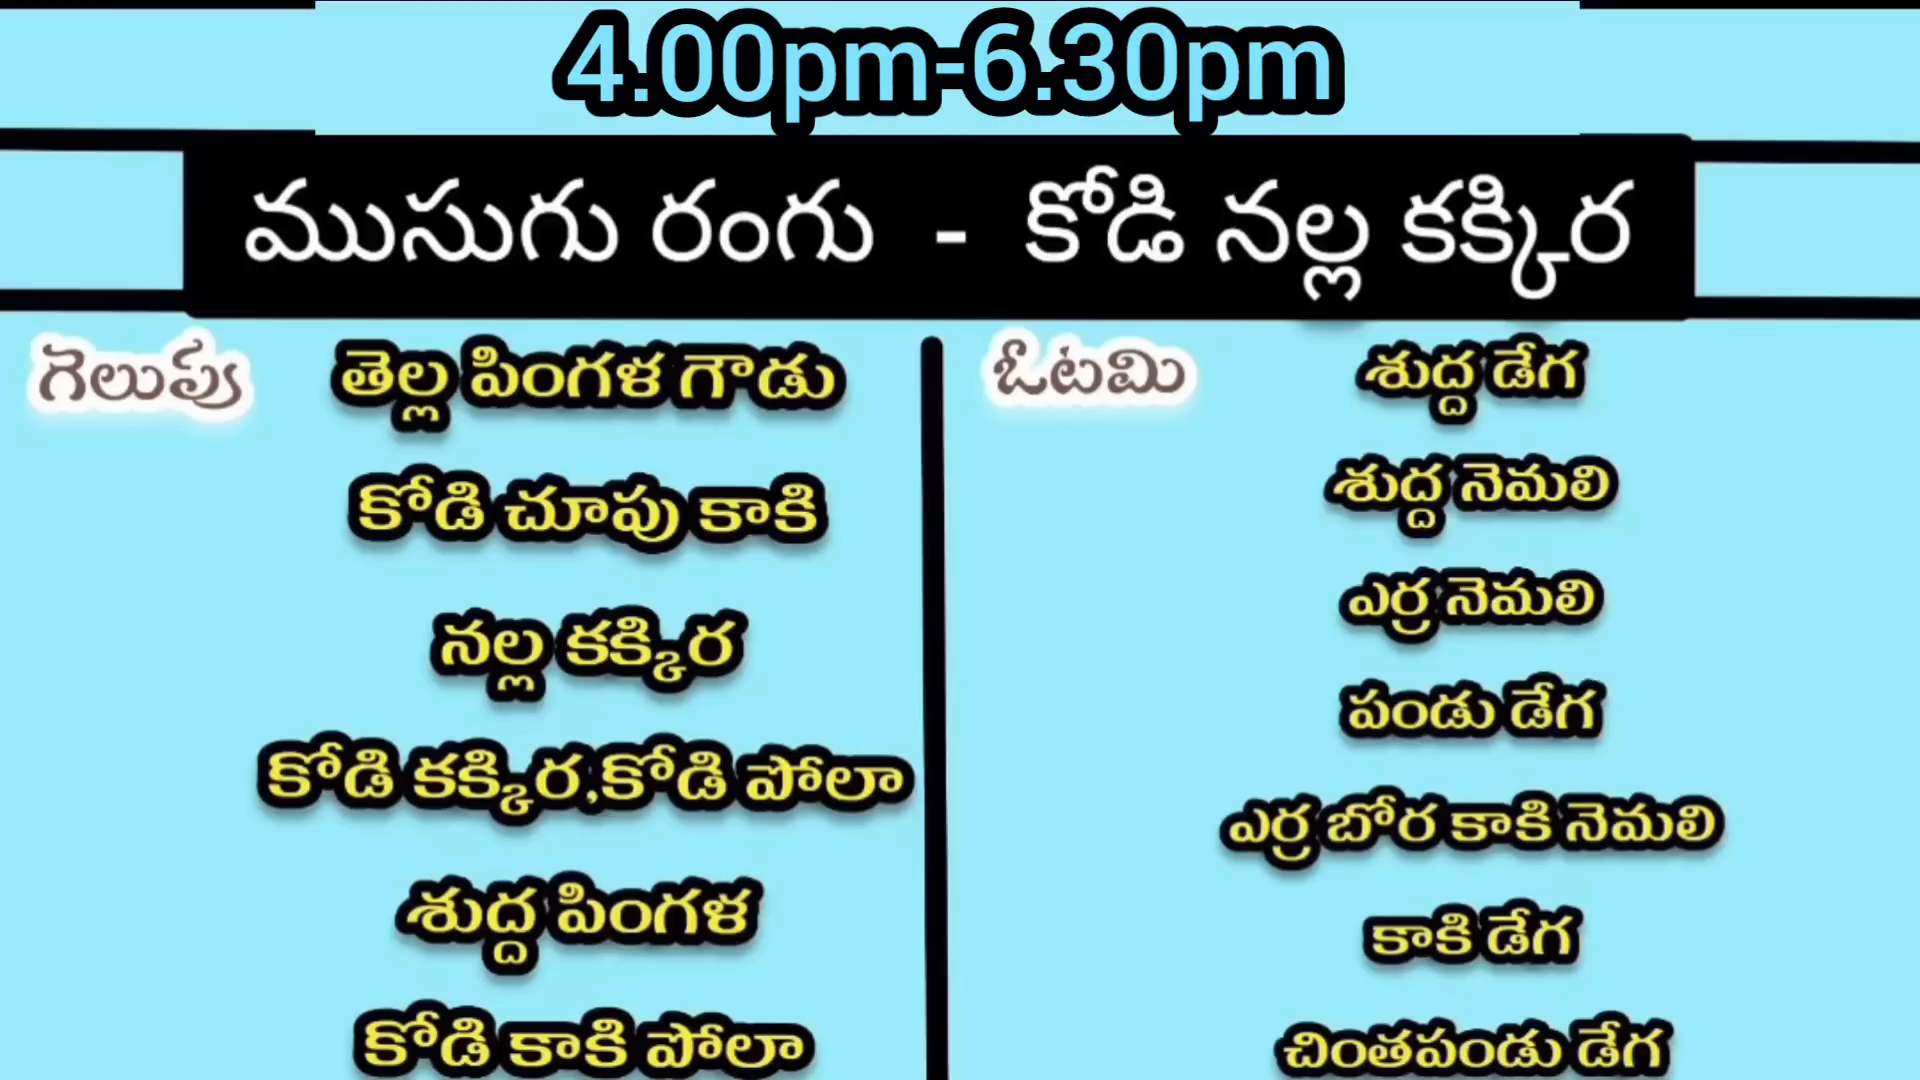 4.00pm-6.30pm
ముసుగు రంగు - కోడి నల్ల కక్కిర
గెలుపు
తెల్ల పింగళ గౌడు
కోడి చూపు కాకి
నల్ల కక్కిర
కోడి కక్కిర,కోడి పోలా
శుద్ద పింగళ
కోడి కాకి పోలా
ఓటమి
శుద్ద డేగ
శుద్ద నెమలి
ఎర్ర నెమలి
పండు డేగ
ఎర్ర బోర కాకి నెమలి
కాకి డేగ
చింతపండు డేగ